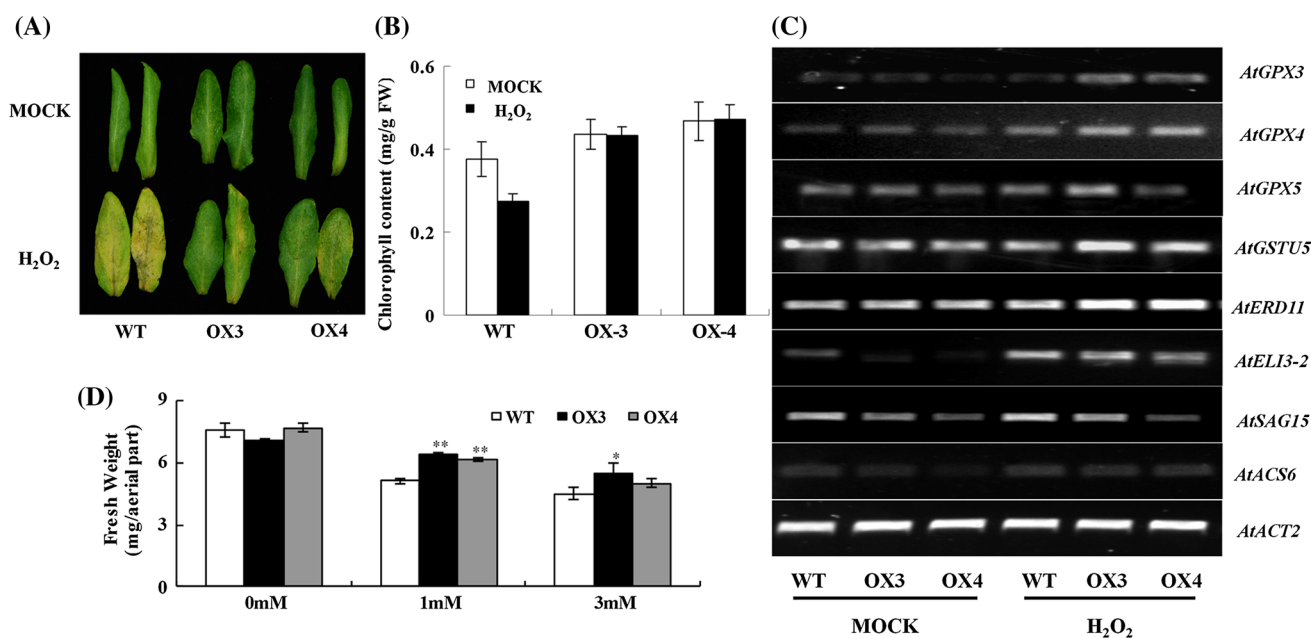 (A)
MOCK
H₂O₂
WT OX3 OX4
(B)
Chlorophyll content (mg/g FW)
0.6
0.4
0.2
0
MOCK
H₂O₂
WT OX-3 OX-4
(C)
AtGPX3
AtGPX4
AtGPX5
AtGSTU5
AtERD11
AtELI3-2
AtSAG15
AtACS6
AtACT2
WT OX3 OX4 WT OX3 OX4
MOCK H₂O₂
(D)
Fresh Weight
(mg/aerial part)
9
6
3
0
WT OX3 OX4
** ** *
0mM 1mM 3mM